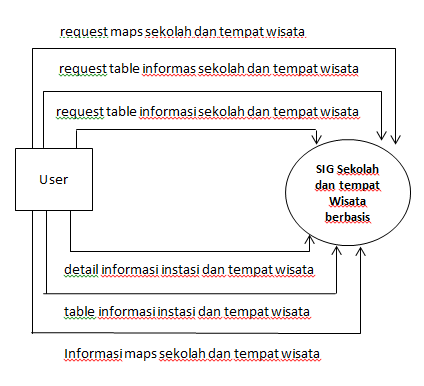 request maps sekolah dan tempat wisata
request table informas sekolah dan tempat wisata
request table informasi sekolah dan tempat wisata
User
SIG Sekolah
dan tempat
Wisata
berbasis
detail informasi instasi dan tempat wisata
table informasi instasi dan tempat wisata
Informasi maps sekolah dan tempat wisata